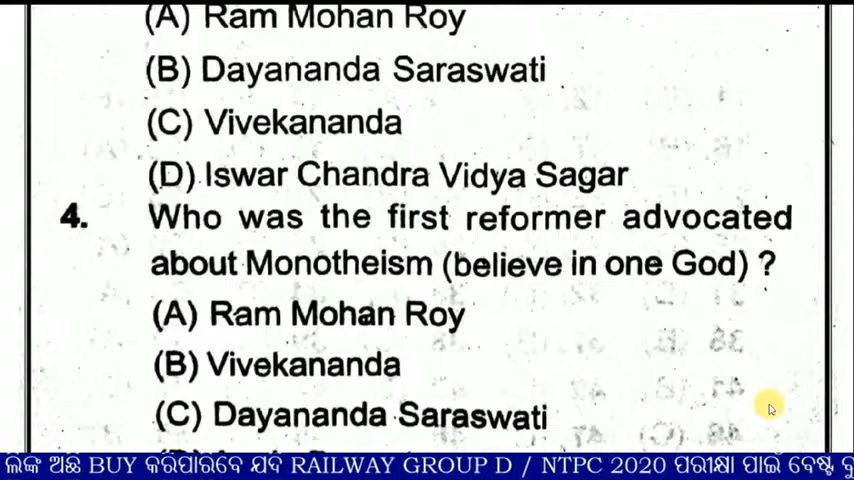 (A) Ram Mohan Roy
(B) Dayananda Saraswati
(C) Vivekananda
(D) Iswar Chandra Vidya Sagar
4. Who was the first reformer advocated
about Monotheism (believe in one God) ?
(A) Ram Mohan Roy
(B) Vivekananda
(C) Dayananda Saraswati
ଲିଙ୍କ ଅଛି BUY କରିପାରିବେ ଯଦି RAILWAY GROUP D / NTPC 2020 ପରୀକ୍ଷା ପାଇଁ ବେଷ୍ଟ